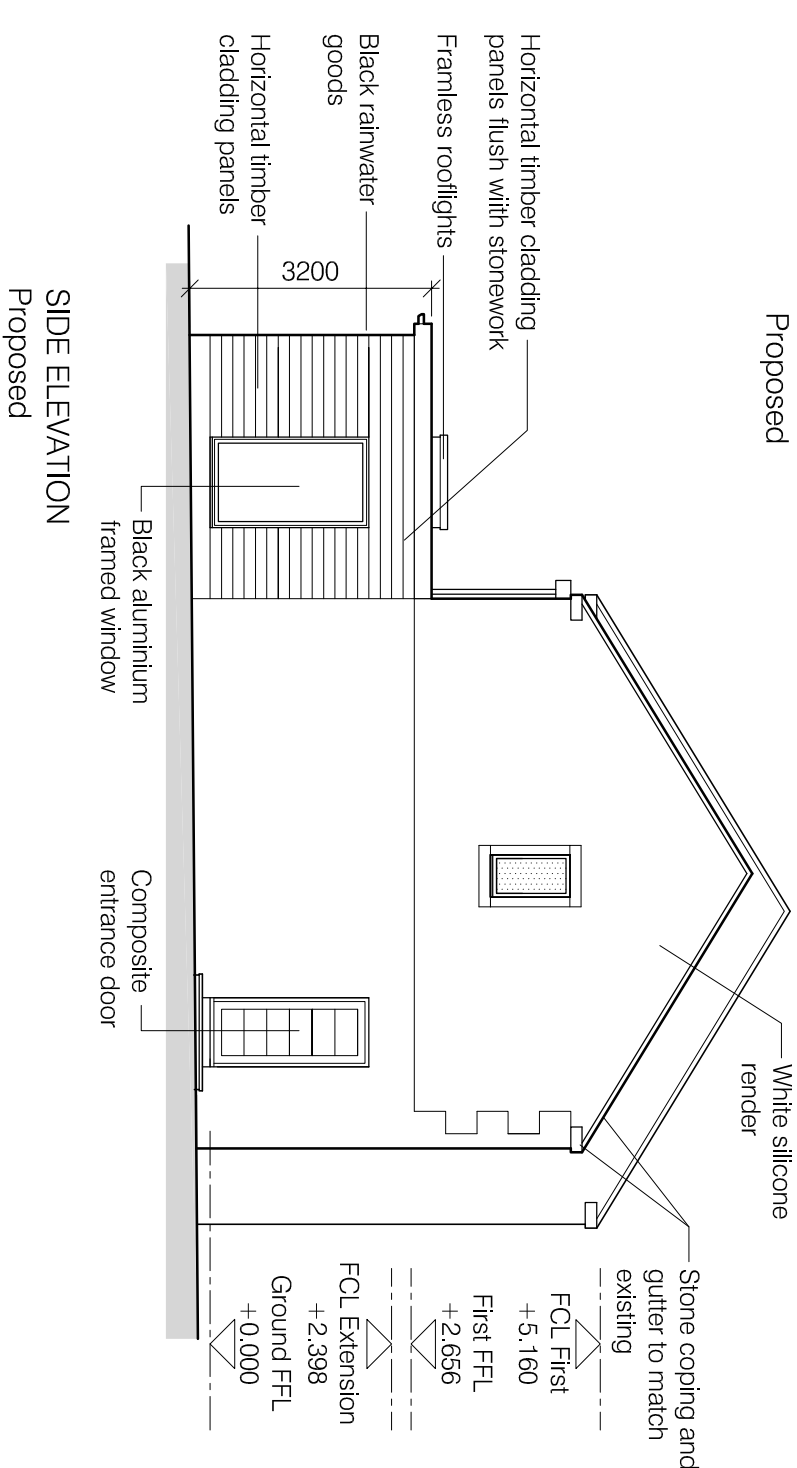 Proposed
White silicone
render
Stone coping and
gutter to match
existing
Horizontal timber cladding
panels flush wiith stonework
Framless rooflights
Black rainwater
goods
Horizontal timber
cladding panels
3200
FCL First
+5.160
First FFL
+2.656
FCL Extension
+2.398
Ground FFL
+0.000
Black aluminium
framed window
Composite
entrance door
SIDE ELEVATION
Proposed